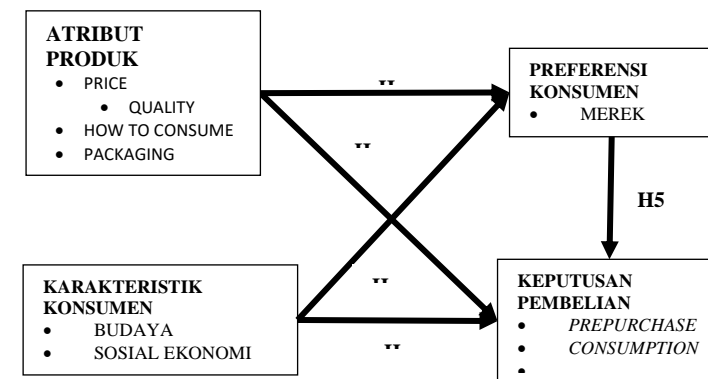 ATRIBUT
PRODUK
• PRICE
• QUALITY
• HOW TO CONSUME
• PACKAGING
PREFERENSI
KONSUMEN
• MEREK
H5
KARAKTERISTIK
KONSUMEN
• BUDAYA
• SOSIAL EKONOMI
KEPUTUSAN
PEMBELIAN
• PREPURCHASE
• CONSUMPTION
•